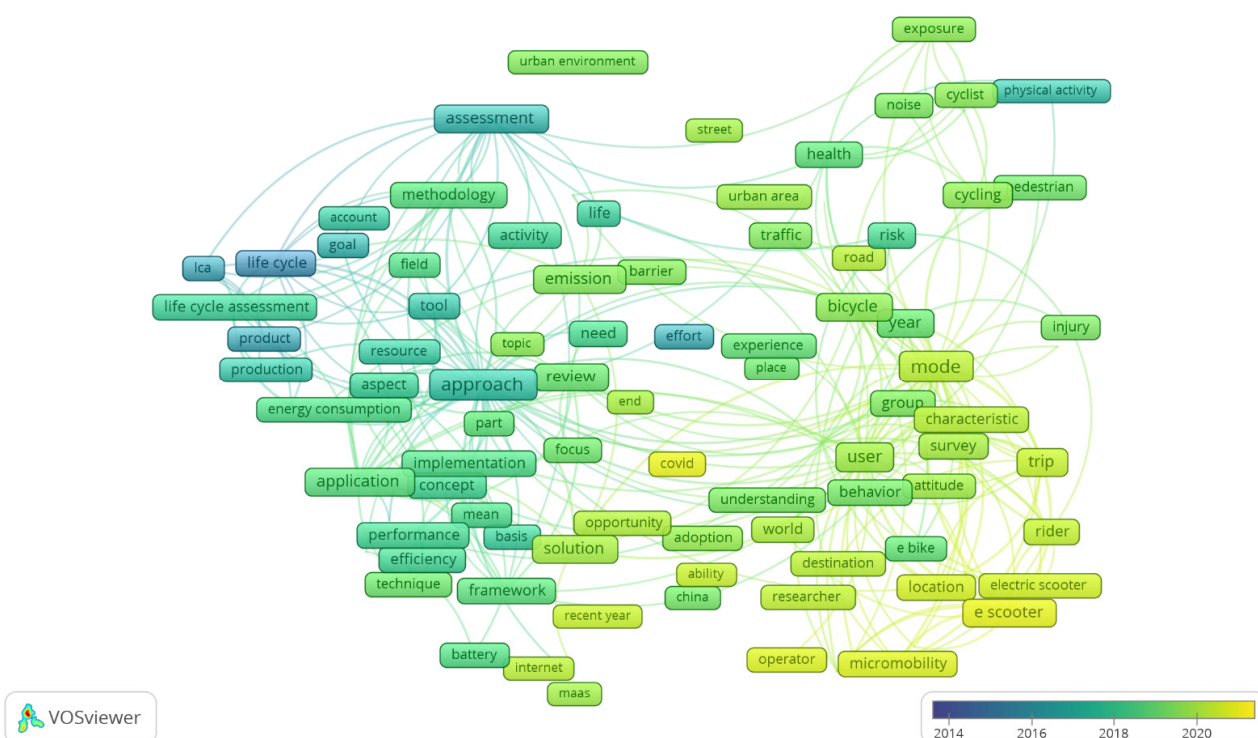 exposure
urban environment
physical activity
cyclist
noise
assessment
street
health
methodology
cycling
pedestrian
urban area
account
life
activity
traffic
risk
goal
road
life cycle
lca
field
emission
barrier
life cycle assessment
tool
bicycle
year
injury
product
effort
need
topic
experience
resource
production
review
place
mode
aspect
approach
energy consumption
end
group
characteristic
part
survey
focus
user
implementation
covid
trip
application
concept
attitude
behavior
understanding
mean
opportunity
world
rider
performance
basis
adoption
solution
e bike
efficiency
destination
ability
technique
framework
china
researcher
location
electric scooter
recent year
e scooter
battery
internet
operator
micromobility
maas
VOSviewer
2014 2016 2018 2020